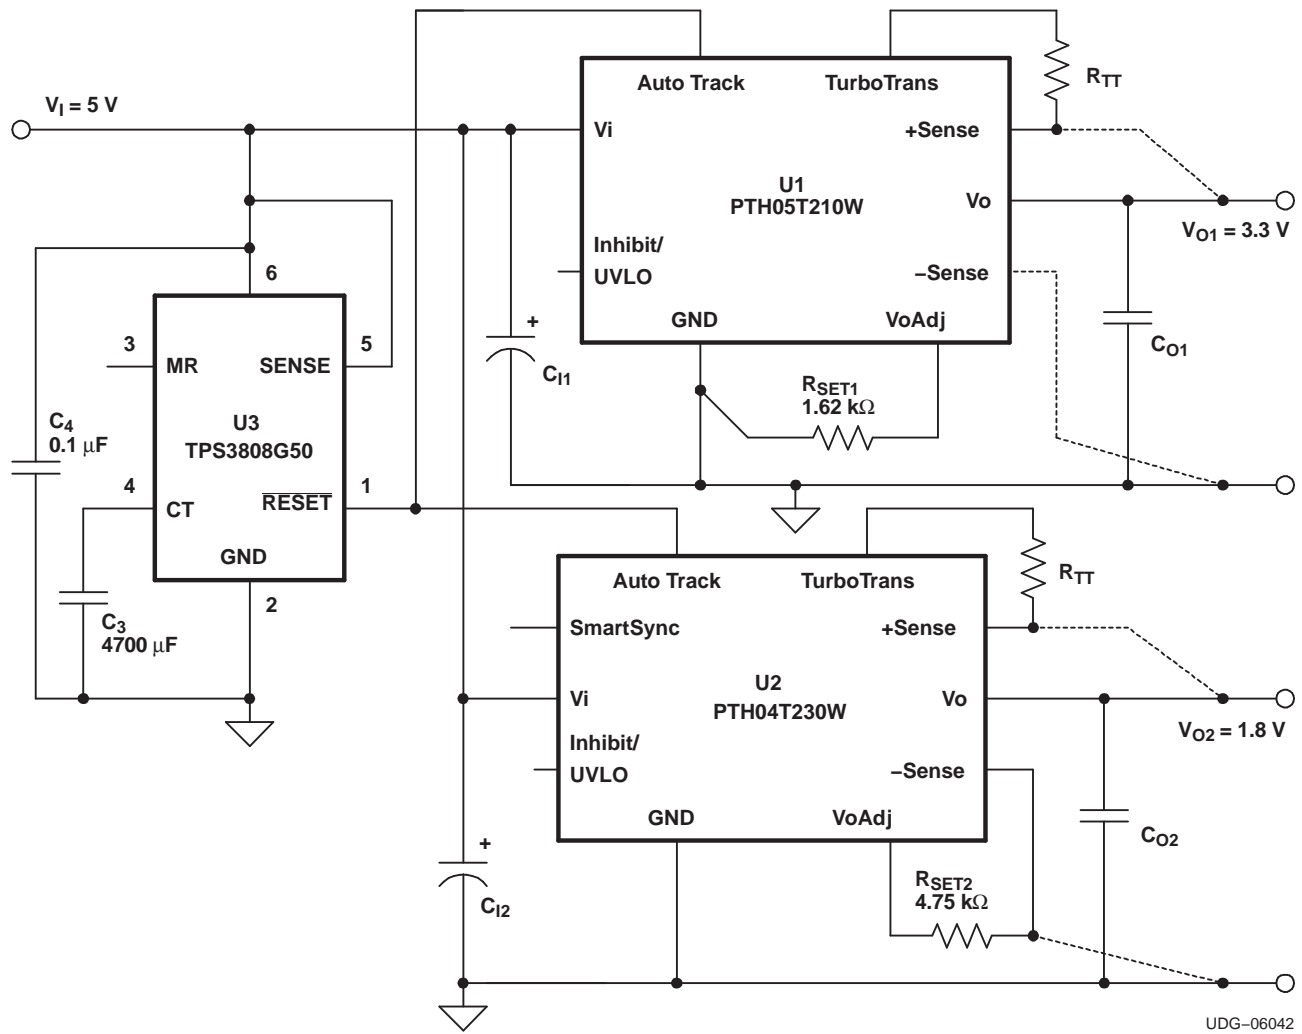 V_I = 5 V
Auto Track
TurboTrans
R_TT
Vi
+Sense
U1
PTH05T210W
Vo
V_O1 = 3.3 V
Inhibit/
UVLO
–Sense
GND
VoAdj
6
3
5
MR
SENSE
U3
TPS3808G50
C_4
0.1 μF
4
1
CT
RESET
GND
2
C_3
4700 μF
+
C_I1
R_SET1
1.62 kΩ
C_O1
Auto Track
TurboTrans
R_TT
SmartSync
+Sense
U2
PTH04T230W
Vi
Vo
V_O2 = 1.8 V
Inhibit/
UVLO
–Sense
GND
VoAdj
+
C_I2
R_SET2
4.75 kΩ
C_O2
UDG–06042